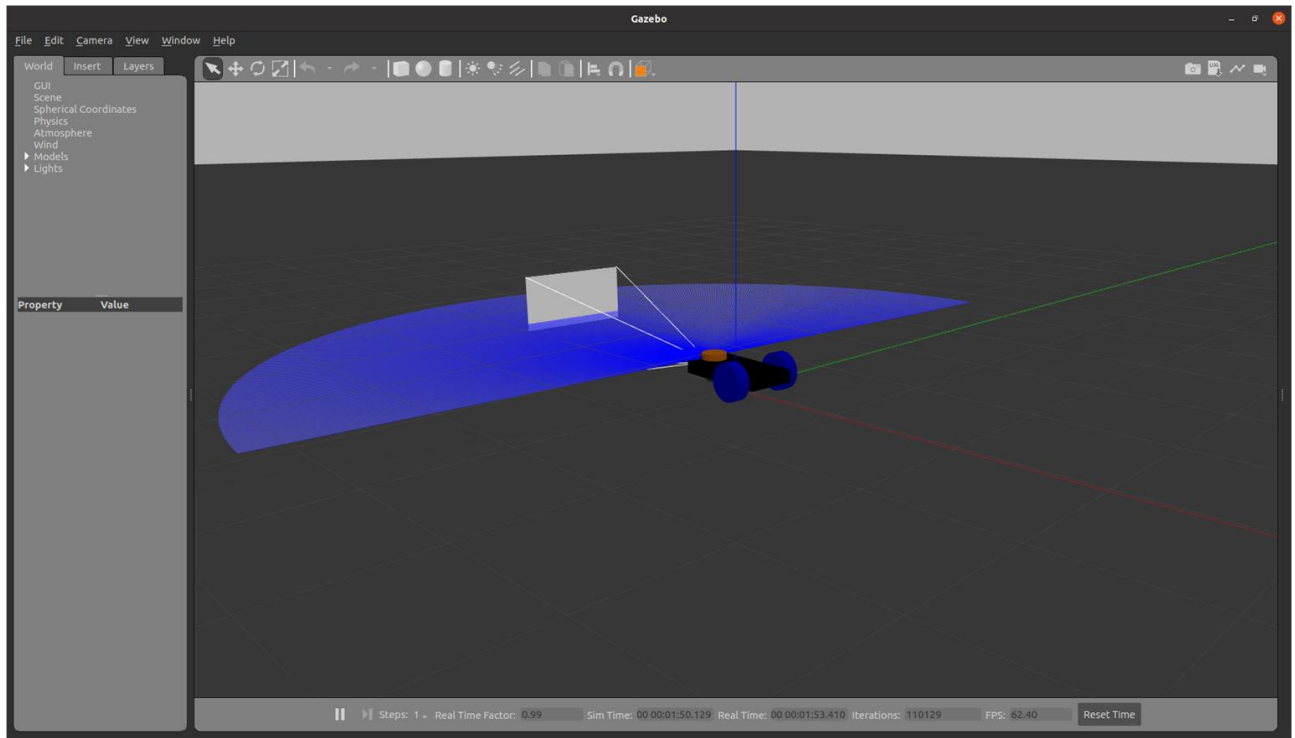 Gazebo
File Edit Camera View Window Help
World Insert Layers
GUI
Scene
Spherical Coordinates
Physics
Atmosphere
Wind
Models
Lights
Property Value
LOG
Steps: 1 Real Time Factor: 0.99 Sim Time: 00 00:01:50.129 Real Time: 00 00:01:53.410 Iterations: 110129 FPS: 62.40 Reset Time